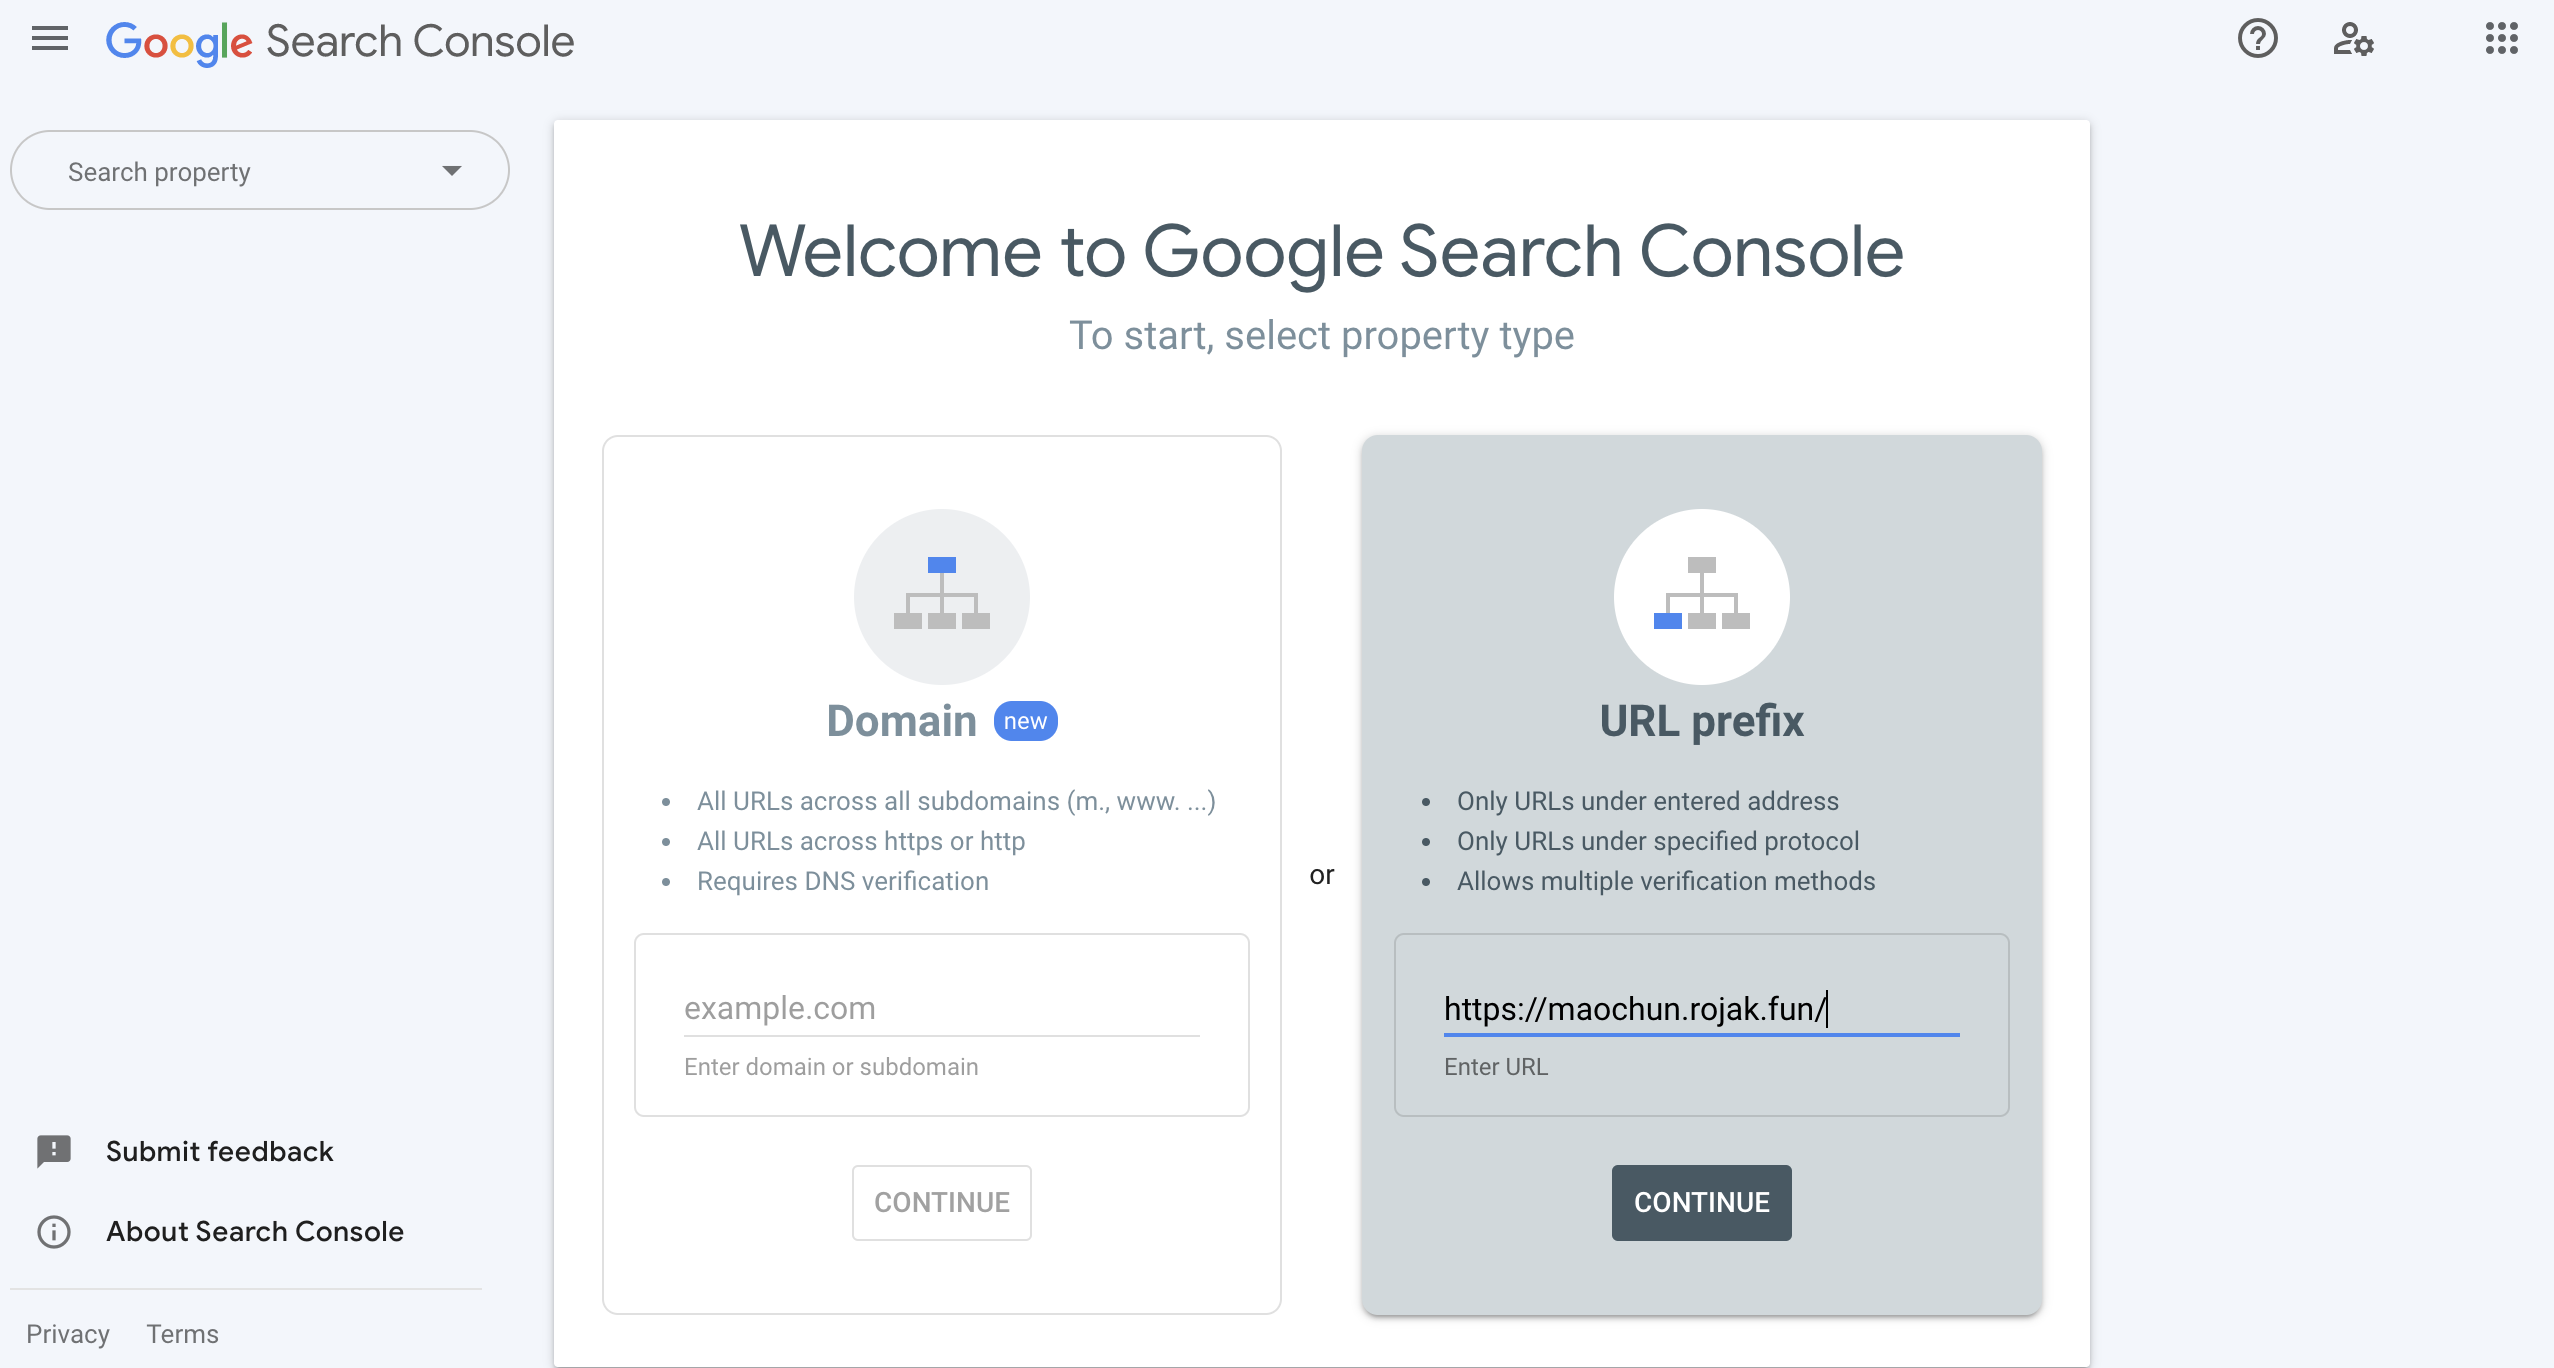 Google Search Console
Search property
Welcome to Google Search Console
To start, select property type
Domain new
All URLs across all subdomains (m., www. ...)
All URLs across https or http
Requires DNS verification
example.com
Enter domain or subdomain
CONTINUE
or
URL prefix
Only URLs under entered address
Only URLs under specified protocol
Allows multiple verification methods
https://maochun.rojak.fun/
Enter URL
CONTINUE
Submit feedback
About Search Console
Privacy Terms